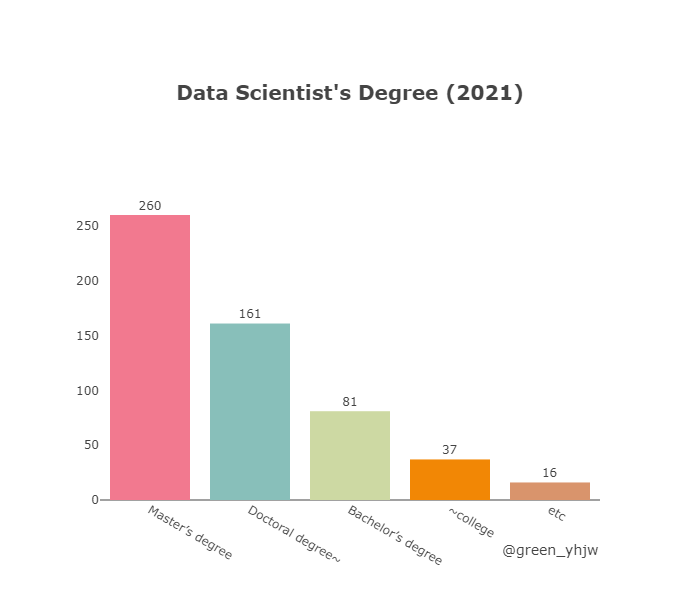 Data Scientist's Degree (2021)
260
250
200
161
150
100
81
50
37
16
0
Master’s degree
Doctoral degree~
Bachelor’s degree
~college
etc
@green_yhjw